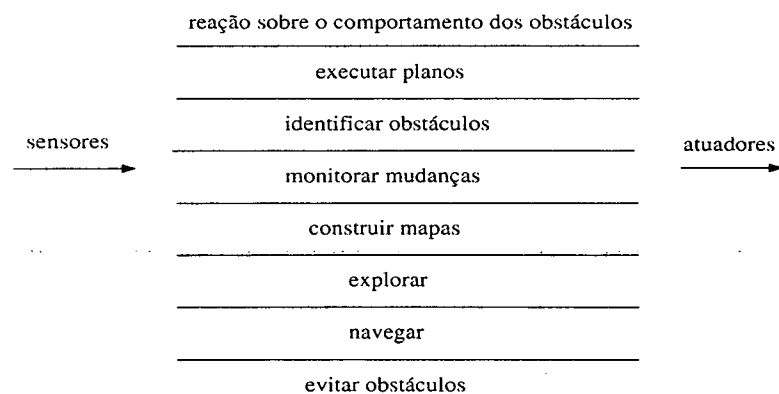 reação sobre o comportamento dos obstáculos
executar planos
identificar obstáculos
sensores
atuadores
monitorar mudanças
construir mapas
explorar
navegar
evitar obstáculos